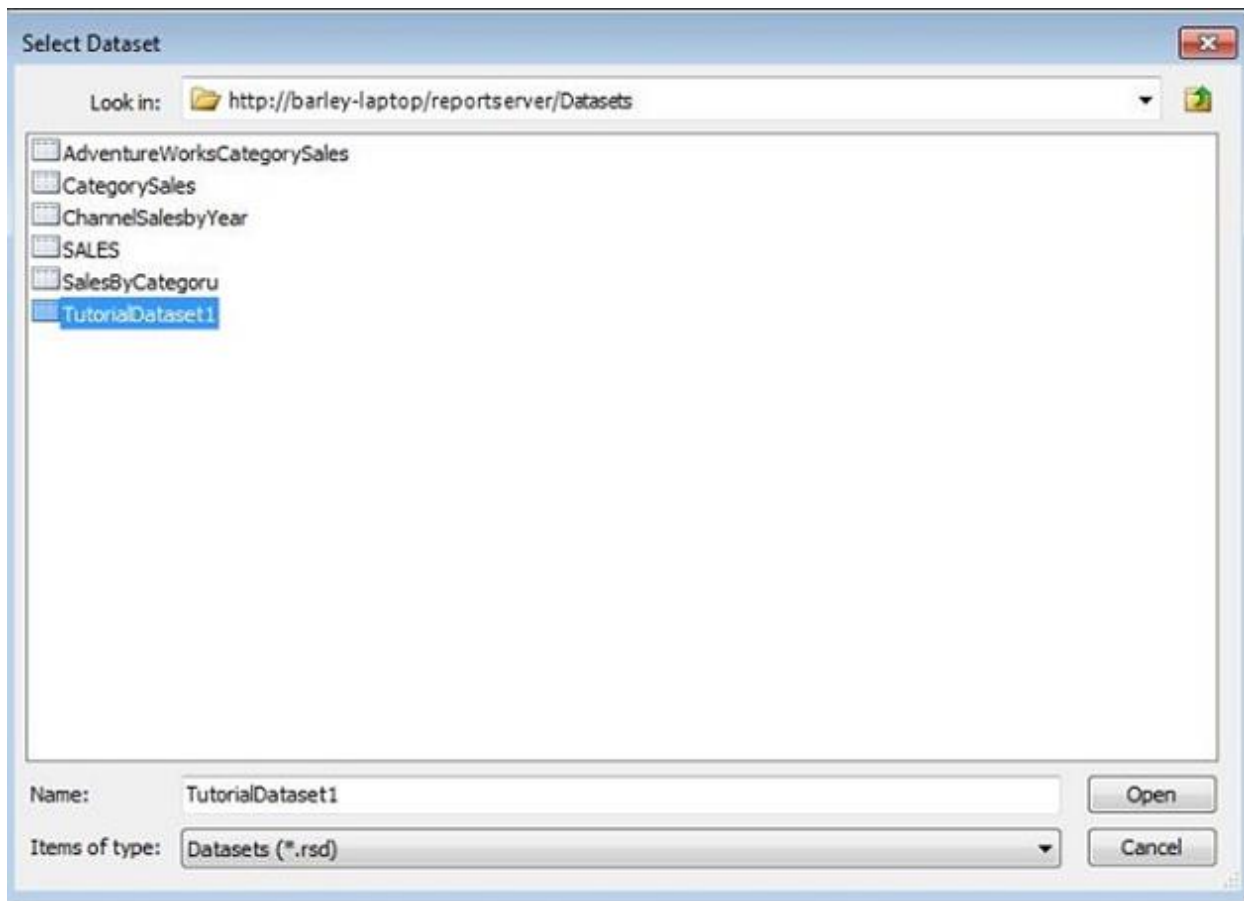 Select Dataset
Look in: http://barley-laptop/reportserver/Datasets
AdventureWorksCategorySales
CategorySales
ChannelSalesbyYear
SALES
SalesByCategoru
TutorialDataset1
Name: TutorialDataset1 Open
Items of type: Datasets (*.rsd) Cancel